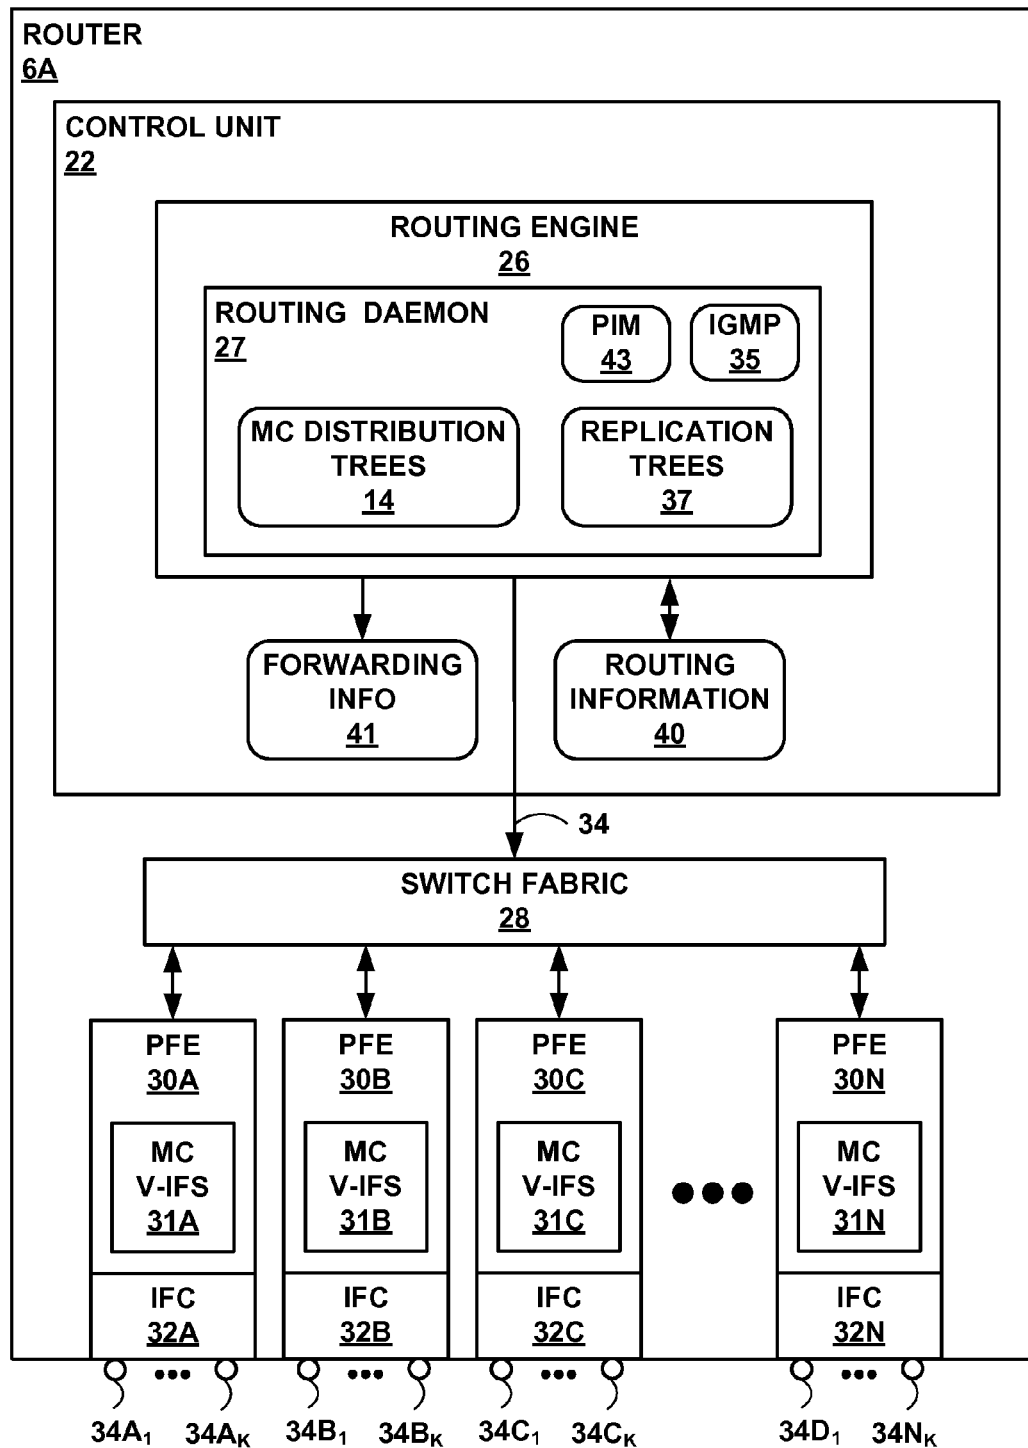 ROUTER
6A
CONTROL UNIT
22
ROUTING ENGINE
26
ROUTING DAEMON
27
PIM
43
IGMP
35
MC DISTRIBUTION
TREES
14
REPLICATION
TREES
37
FORWARDING
INFO
41
ROUTING
INFORMATION
40
34
SWITCH FABRIC
28
PFE
30A
MC
V-IFS
31A
IFC
32A
PFE
30B
MC
V-IFS
31B
IFC
32B
PFE
30C
MC
V-IFS
31C
IFC
32C
PFE
30N
MC
V-IFS
31N
IFC
32N
34A₁ 34Aₖ 34B₁ 34Bₖ 34C₁ 34Cₖ 34D₁ 34Nₖ